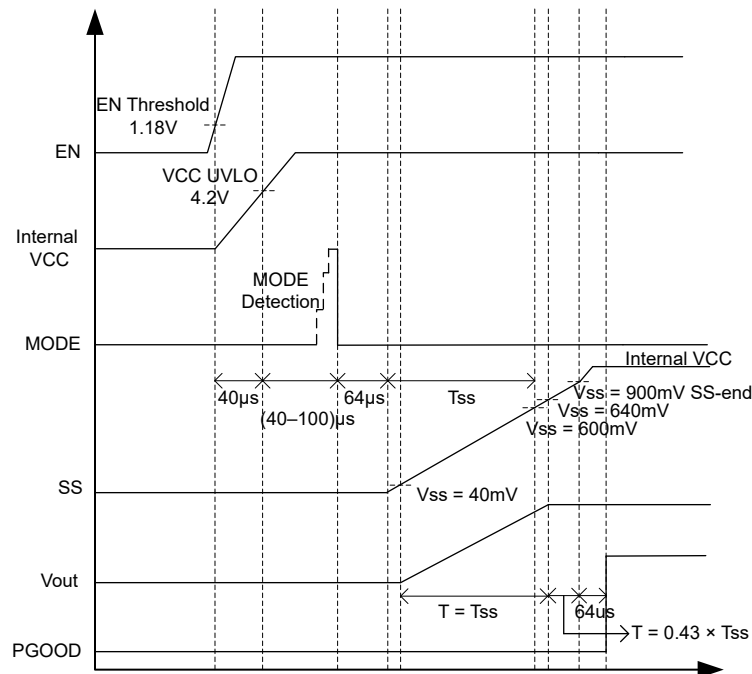 EN Threshold
1.18V
EN
VCC UVLO
4.2V
Internal
VCC
MODE
Detection
MODE
Internal VCC
40μs
(40–100)μs
64μs
Tss
Vss = 900mV SS-end
Vss = 640mV
Vss = 600mV
SS
Vss = 40mV
Vout
T = Tss
64us
T = 0.43 × Tss
PGOOD